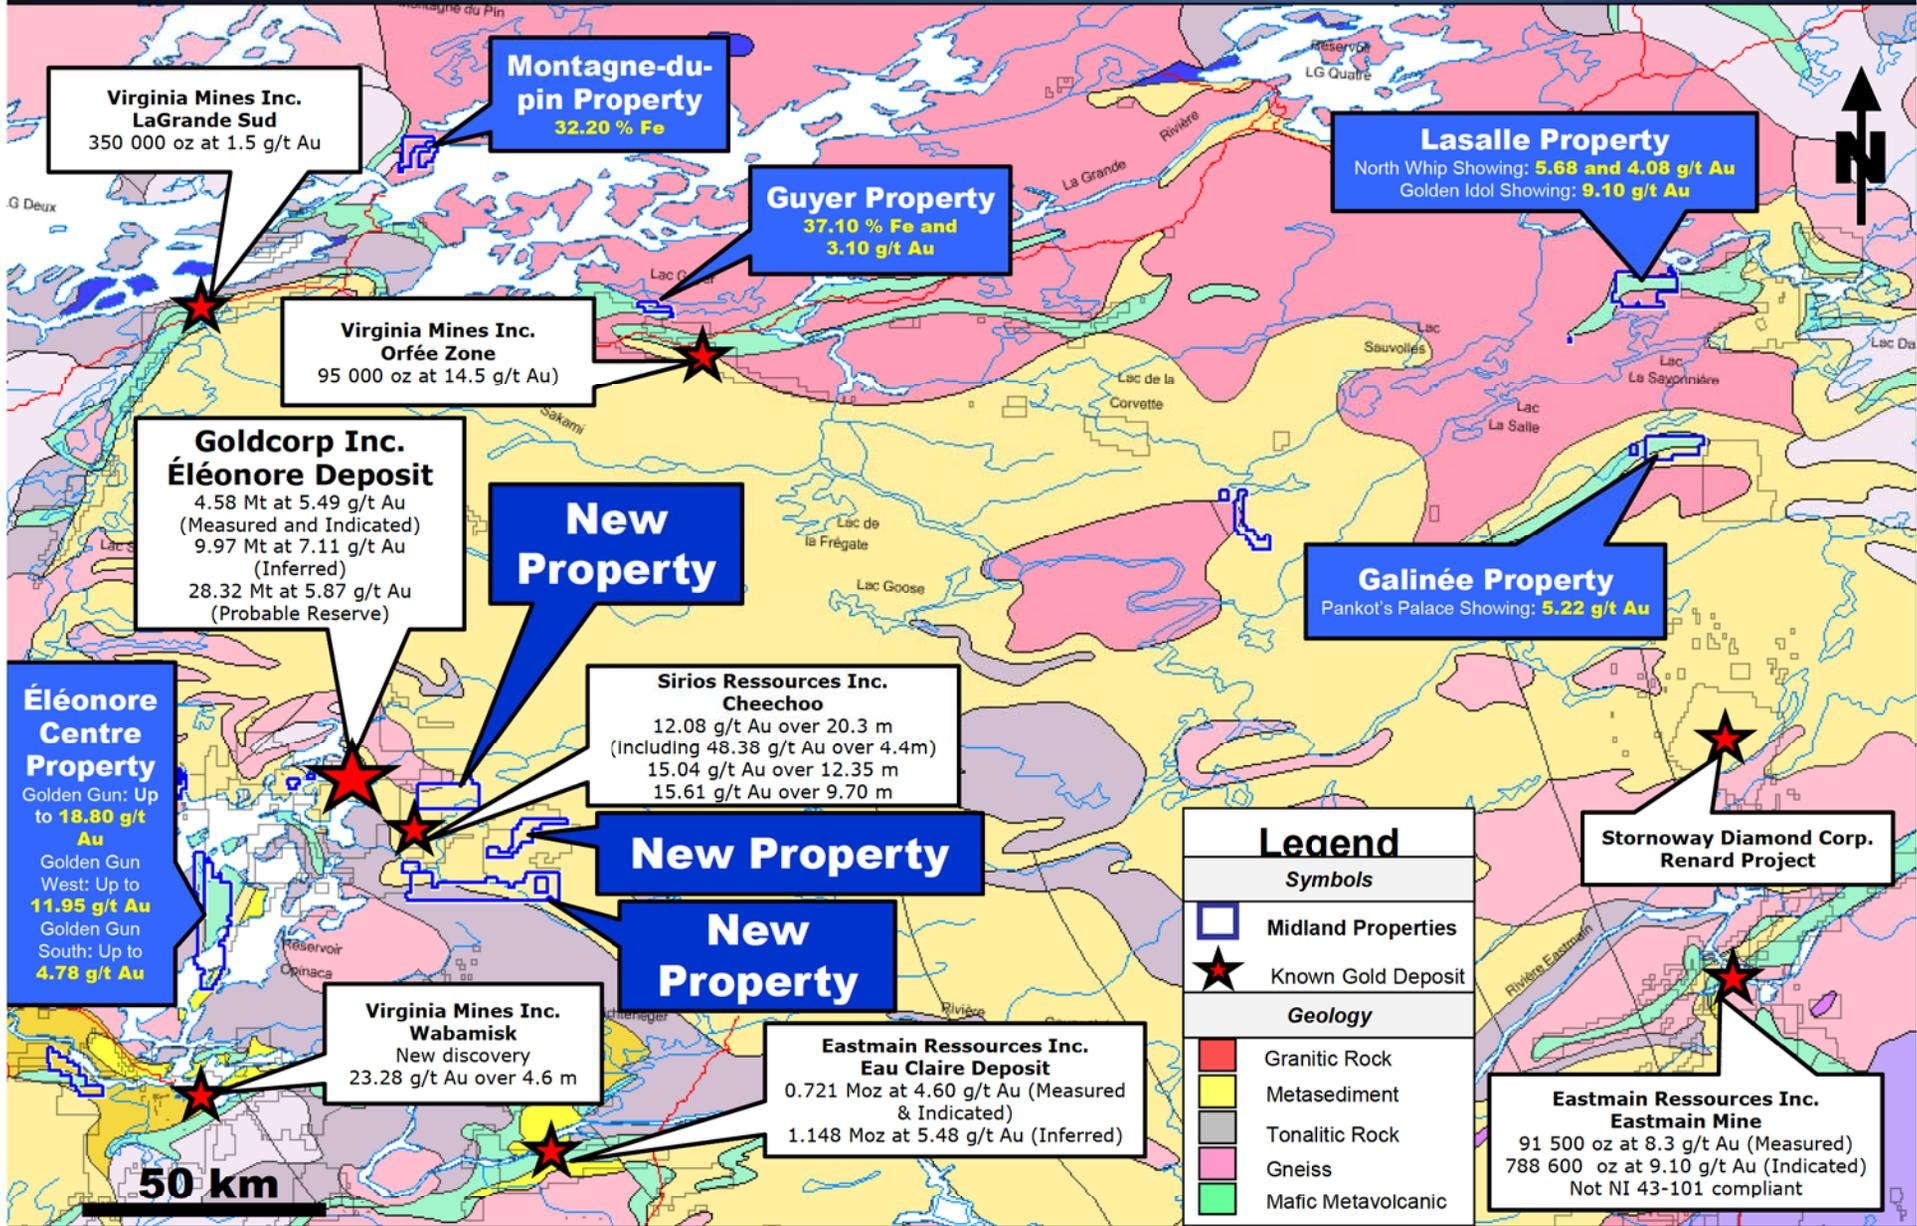 Montagne du Pin
Réservoir
LG Quatre
Montagne-du-
pin Property
32.20 % Fe
Virginia Mines Inc.
LaGrande Sud
350 000 oz at 1.5 g/t Au
Lasalle Property
North Whip Showing: 5.68 and 4.08 g/t Au
Golden Idol Showing: 9.10 g/t Au
N
Rivière
La Grande
Guyer Property
37.10 % Fe and
3.10 g/t Au
G Deux
Lac G
Virginia Mines Inc.
Orfée Zone
95 000 oz at 14.5 g/t Au)
Lac
Sauvolles
Lac Da
Lac
La Savonnière
Lac de la
Corvette
Lac
La Salle
Sakami
Goldcorp Inc.
Éléonore Deposit
4.58 Mt at 5.49 g/t Au
(Measured and Indicated)
9.97 Mt at 7.11 g/t Au
(Inferred)
28.32 Mt at 5.87 g/t Au
(Probable Reserve)
New
Property
Lac de
la Frégate
Lac S
Lac Goose
Galinée Property
Pankot's Palace Showing: 5.22 g/t Au
Éléonore
Centre
Property
Golden Gun: Up
to 18.80 g/t
Au
Golden Gun
West: Up to
11.95 g/t Au
Golden Gun
South: Up to
4.78 g/t Au
Sirios Ressources Inc.
Cheechoo
12.08 g/t Au over 20.3 m
(including 48.38 g/t Au over 4.4m)
15.04 g/t Au over 12.35 m
15.61 g/t Au over 9.70 m
New Property
New
Property
Stornoway Diamond Corp.
Renard Project
Réservoir
Opinaca
Rivière Eastmain
Rivière
Virginia Mines Inc.
Wabamisk
New discovery
23.28 g/t Au over 4.6 m
Eastmain Ressources Inc.
Eau Claire Deposit
0.721 Moz at 4.60 g/t Au (Measured
& Indicated)
1.148 Moz at 5.48 g/t Au (Inferred)
Legend
Symbols
Midland Properties
Known Gold Deposit
Geology
Granitic Rock
Metasediment
Tonalitic Rock
Gneiss
Mafic Metavolcanic
Eastmain Ressources Inc.
Eastmain Mine
91 500 oz at 8.3 g/t Au (Measured)
788 600 oz at 9.10 g/t Au (Indicated)
Not NI 43-101 compliant
50 km